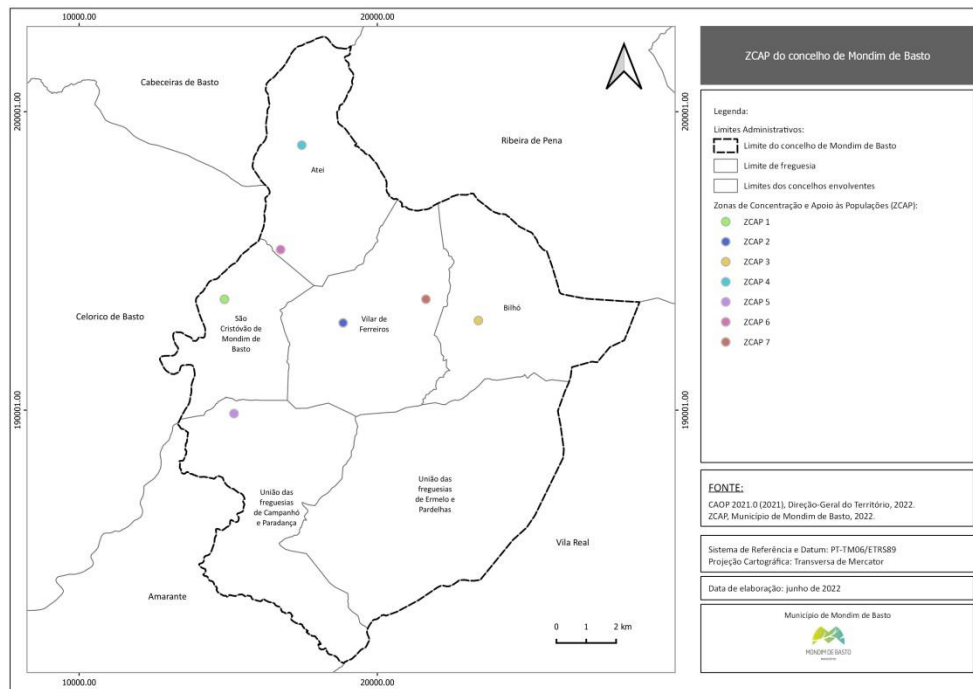 10000.00
20000.00
200001.00
200001.00
190001.00
190001.00
10000.00
20000.00
Cabeceiras de Basto
Ribeira de Pena
Atei
Celorico de Basto
São
Cristóvão de
Mondim de
Basto
Vilar de
Ferreiros
Bilhó
União das
freguesias
de Campanhó
e Paradança
União das
freguesias
de Ermelo e
Pardelhas
Vila Real
Amarante
0 1 2 km
ZCAP do concelho de Mondim de Basto
Legenda:
Limites Administrativos:
Limite do concelho de Mondim de Basto
Limite de freguesia
Limites dos concelhos envolventes
Zonas de Concentração e Apoio às Populações (ZCAP):
ZCAP 1
ZCAP 2
ZCAP 3
ZCAP 4
ZCAP 5
ZCAP 6
ZCAP 7
FONTE:
CAOP 2021.0 (2021), Direção-Geral do Território, 2022.
ZCAP, Município de Mondim de Basto, 2022.
Sistema de Referência e Datum: PT-TM06/ETRS89
Projeção Cartográfica: Transversa de Mercator
Data de elaboração: junho de 2022
Município de Mondim de Basto
MONDIM DE BASTO